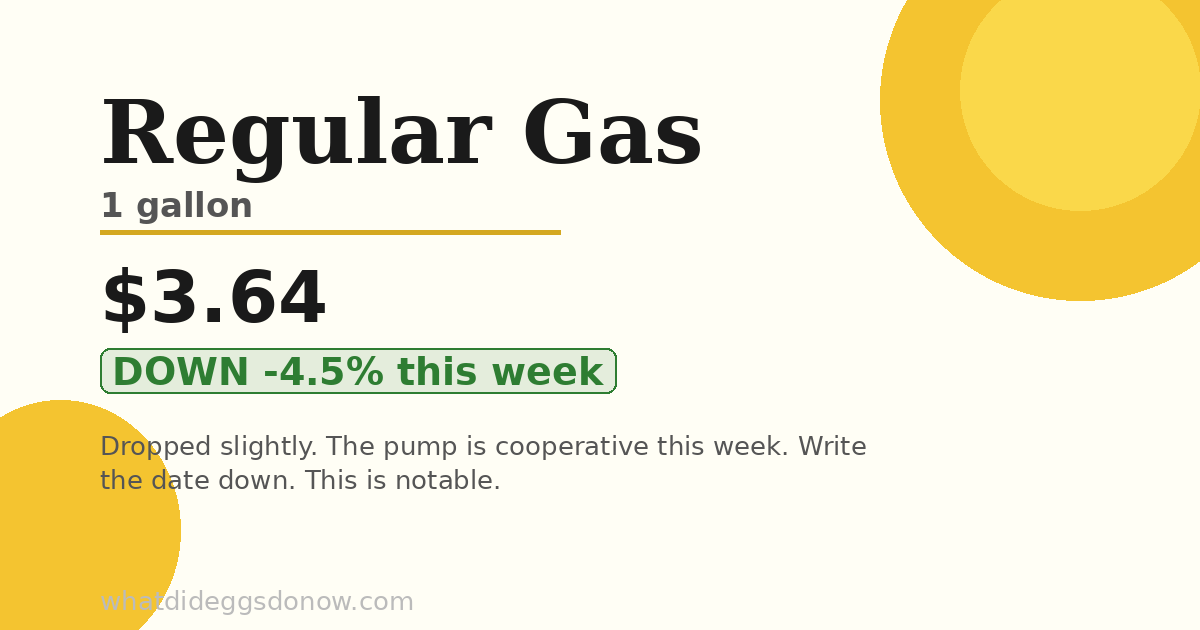 Regular Gas
1 gallon
$3.64
DOWN -4.5% this week
Dropped slightly. The pump is cooperative this week. Write
the date down. This is notable.
whatdideggsdonow.com